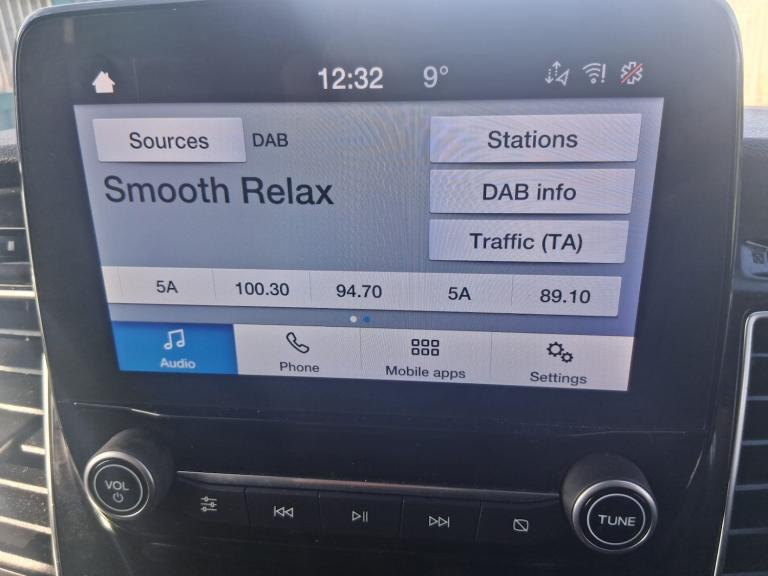 12:32 9°
Sources DAB Stations
Smooth Relax
DAB info
Traffic (TA)
5A 100.30 94.70 5A 89.10
Audio Phone Mobile apps Settings
VOL
TUNE